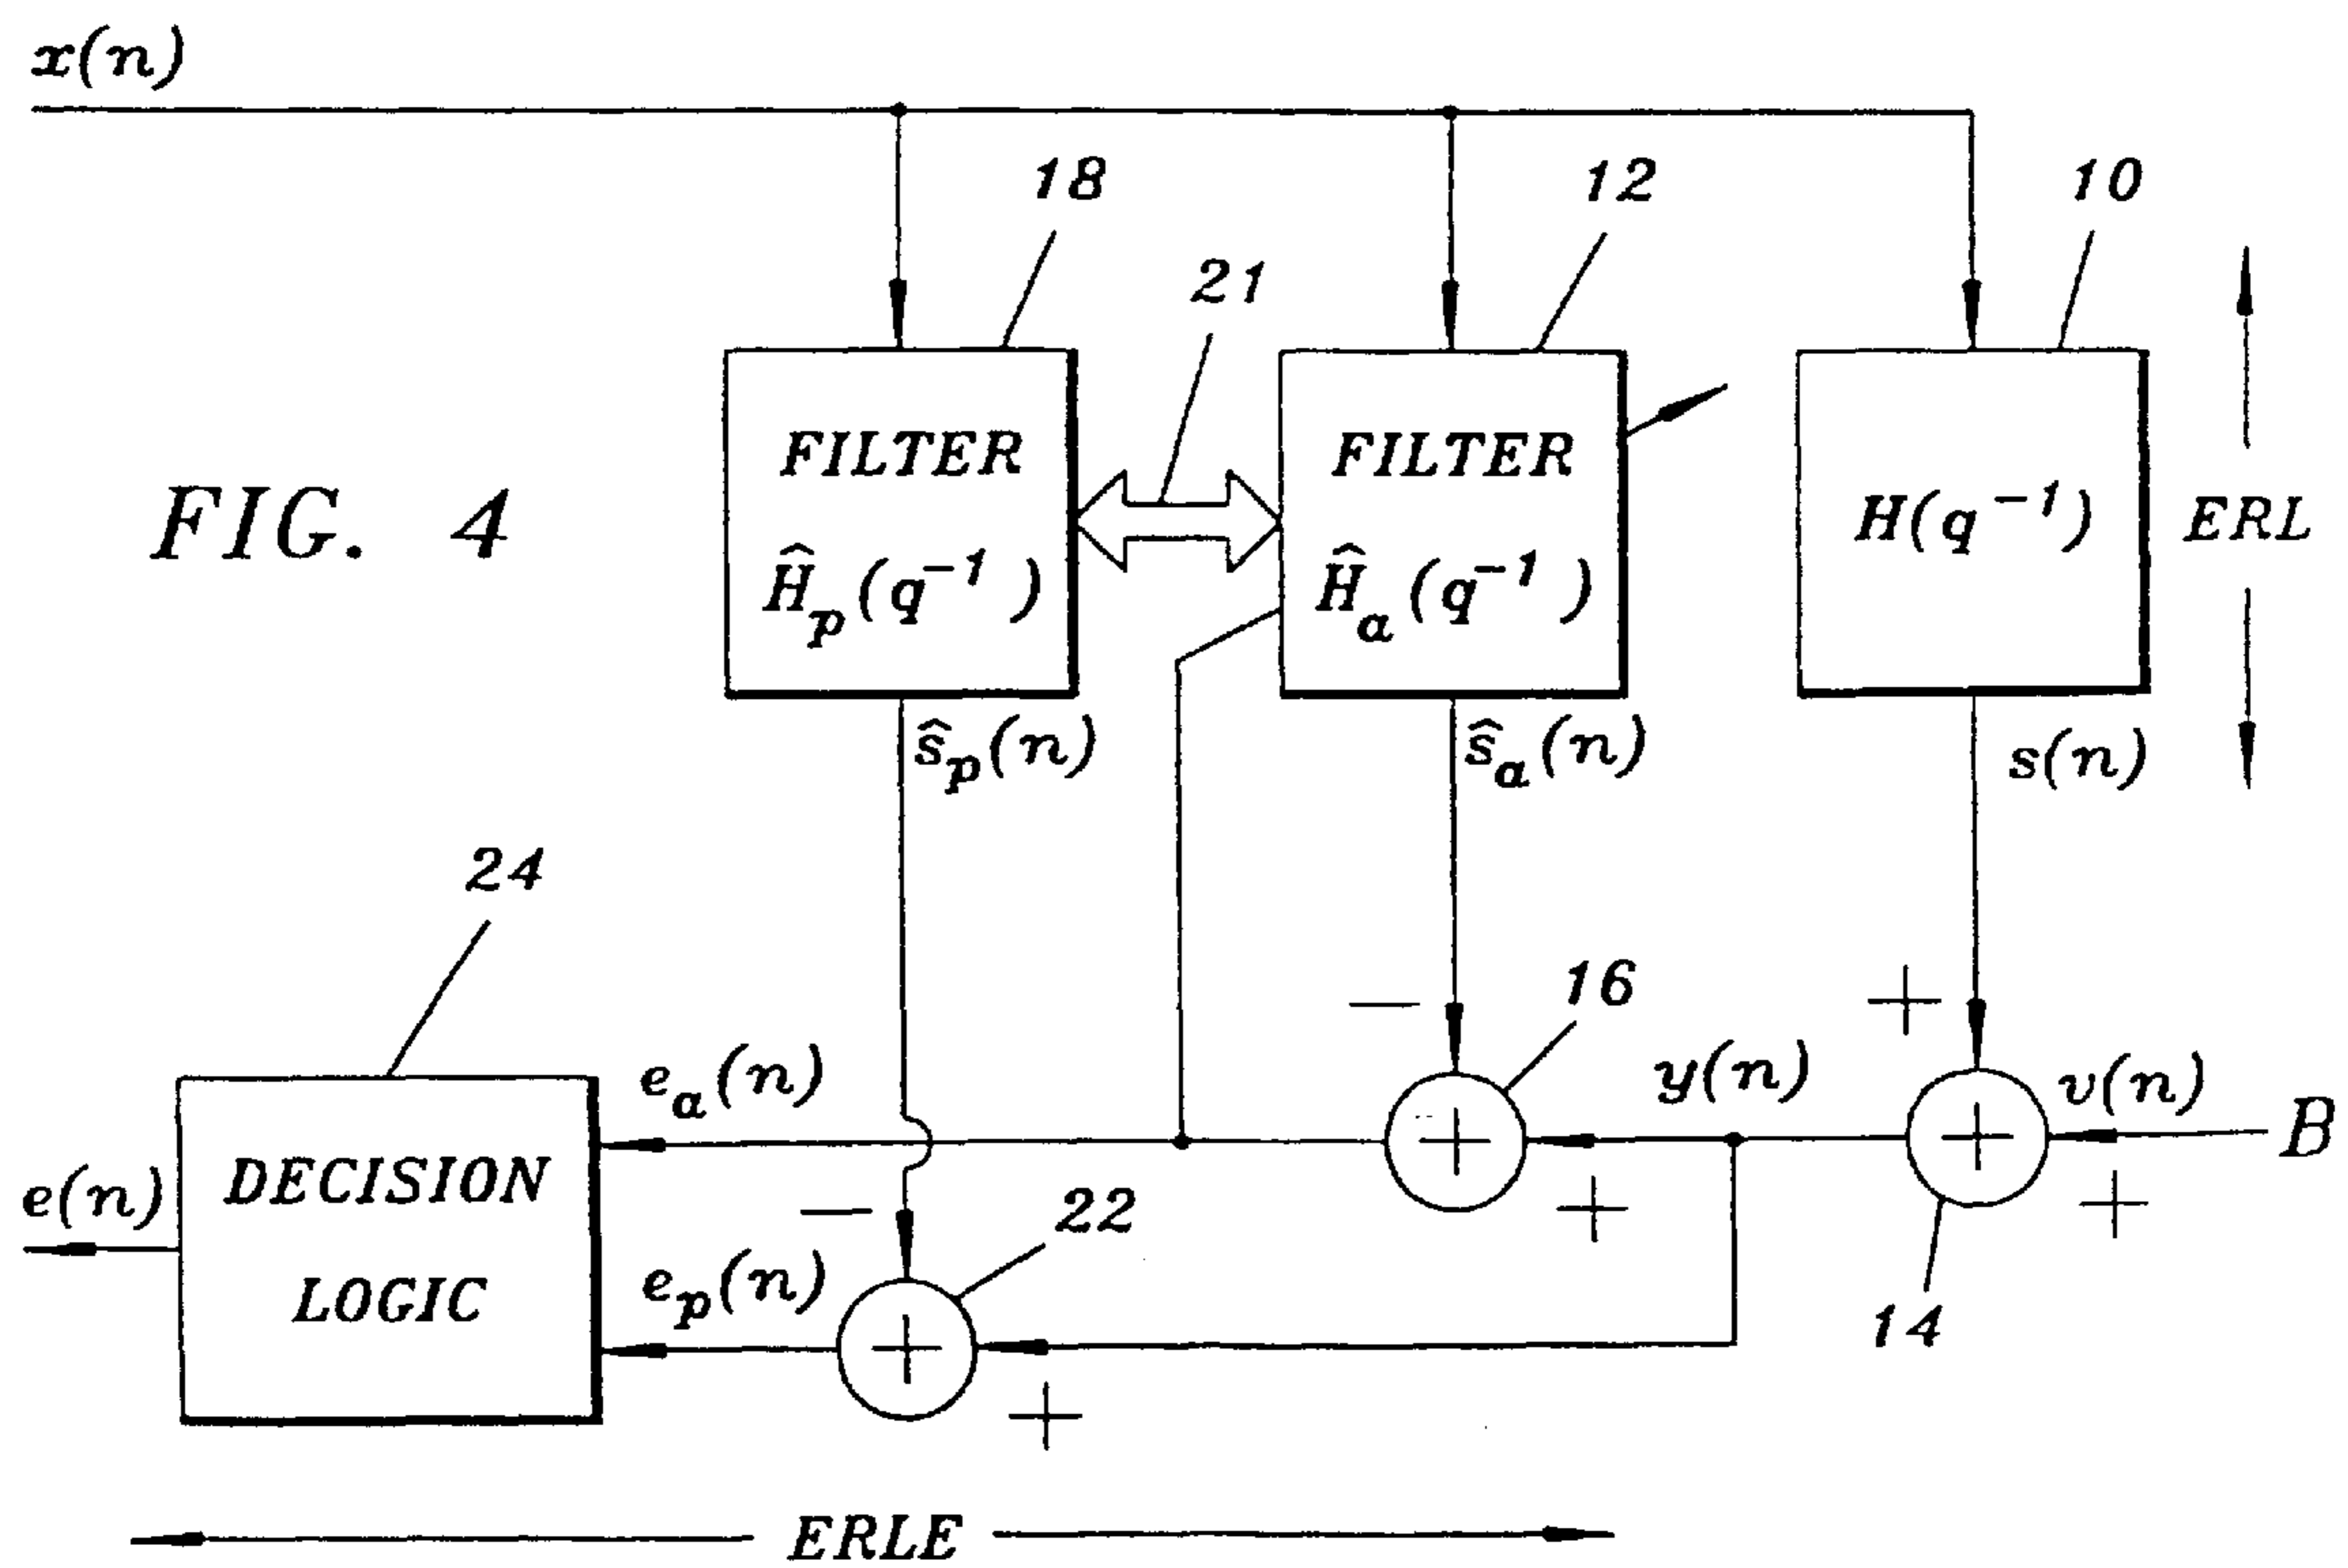 x(n)
18
12
10
21
FILTER
Ĥp(q⁻¹)
FILTER
Ĥa(q⁻¹)
H(q⁻¹)
ERL
FIG. 4
ŝp(n)
ŝa(n)
s(n)
24
16
−
+
ea(n)
y(n)
v(n)
B
+
+
DECISION
LOGIC
e(n)
+
+
−
22
ep(n)
+
14
+
ERLE